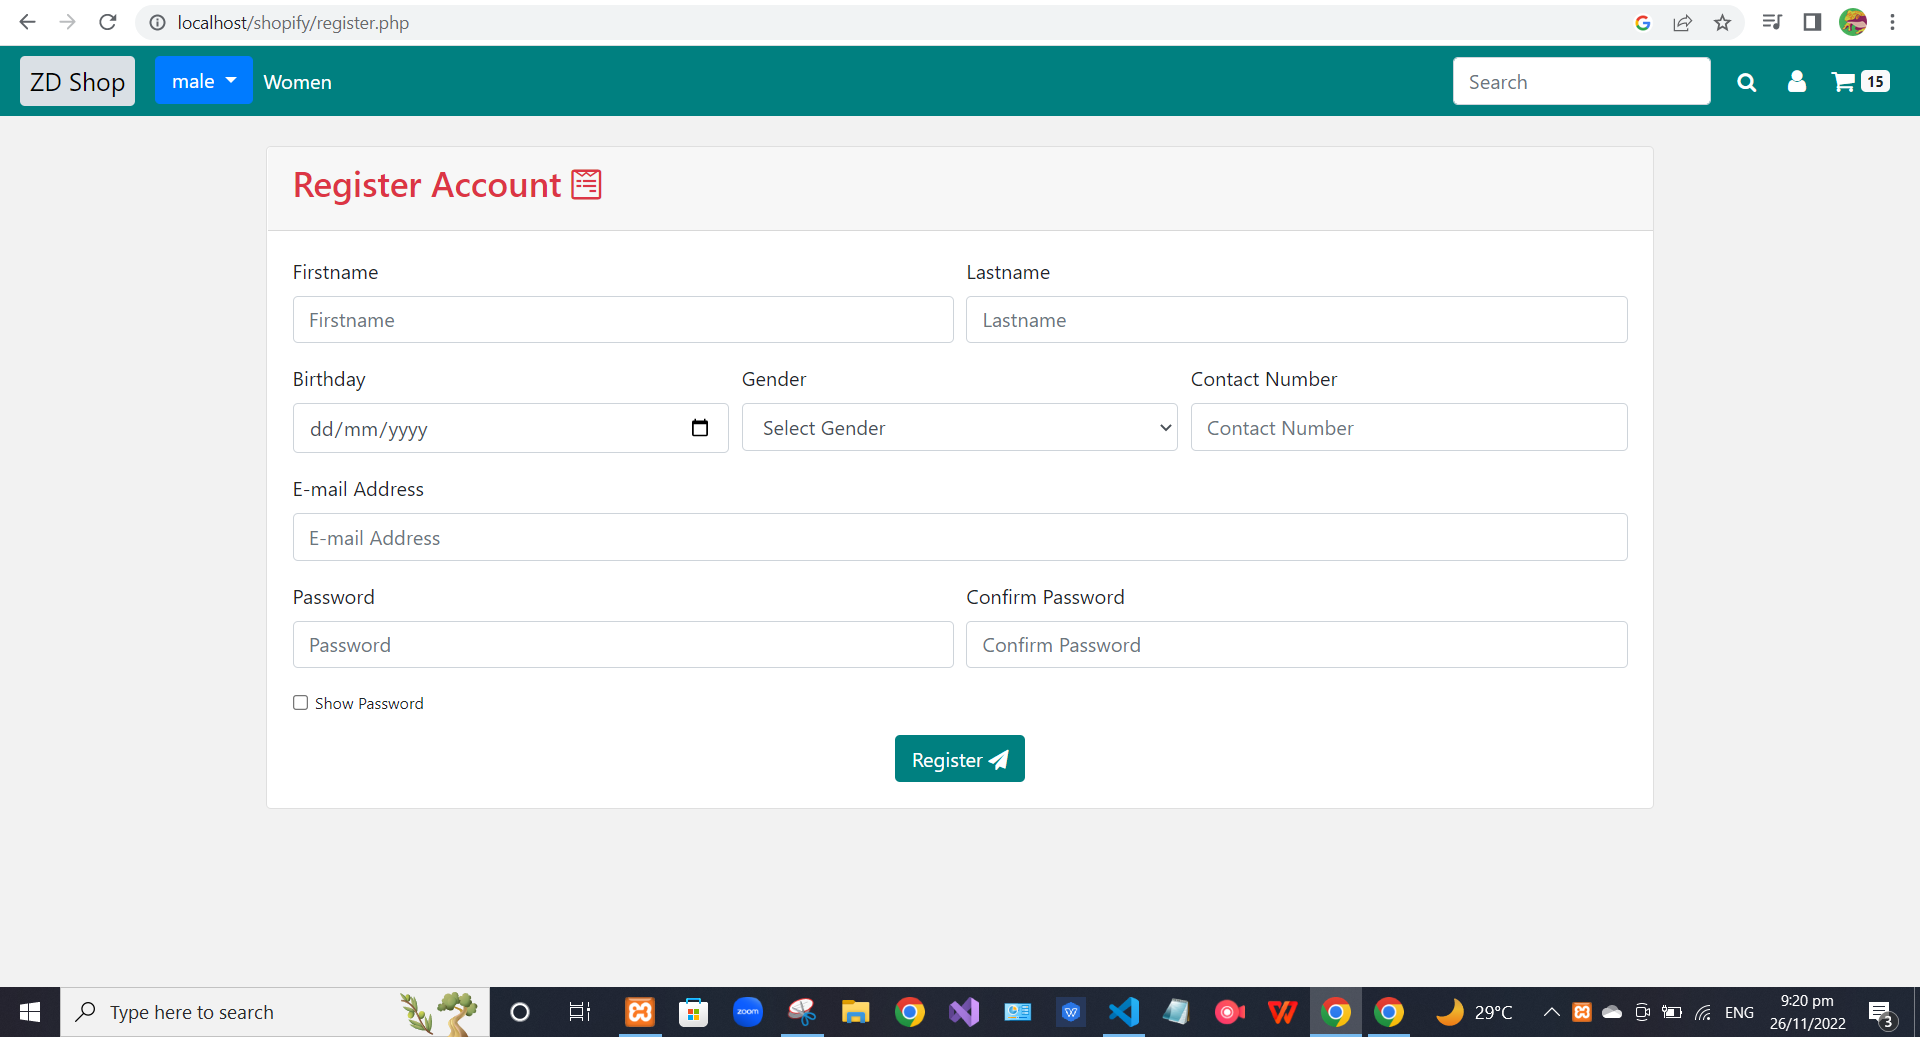 localhost/shopify/register.php
ZD Shop male Women Search 15
Register Account
Firstname Lastname
Firstname Lastname
Birthday Gender Contact Number
dd/mm/yyyy Select Gender Contact Number
E-mail Address
E-mail Address
Password Confirm Password
Password Confirm Password
Show Password
Register
Type here to search zoom 29°C ENG 9:20 pm
26/11/2022 3